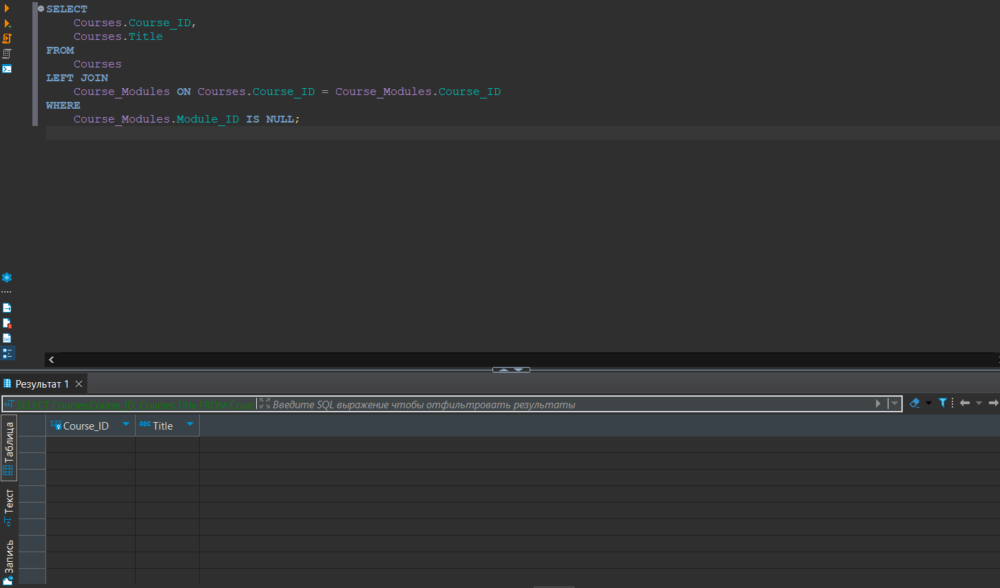 SELECT
Courses.Course_ID,
Courses.Title
FROM
Courses
LEFT JOIN
Course_Modules ON Courses.Course_ID = Course_Modules.Course_ID
WHERE
Course_Modules.Module_ID IS NULL;
Результат 1
SELECT Courses.Course_ID, Courses.Title FROM Cour
Введите SQL выражение чтобы отфильтровать результаты
Таблица
Текст
Запись
123 Course_ID
ABC Title